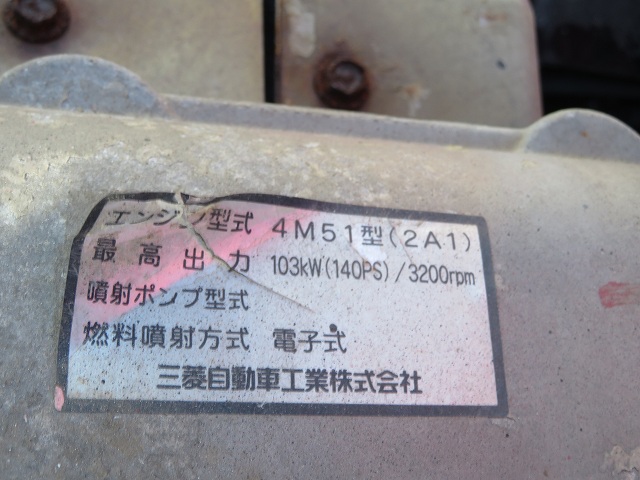 エンジン型式 4M51型(2A1)
最高出力 103kW(140PS)/3200rpm
噴射ポンプ型式
燃料噴射方式 電子式
三菱自動車工業株式会社